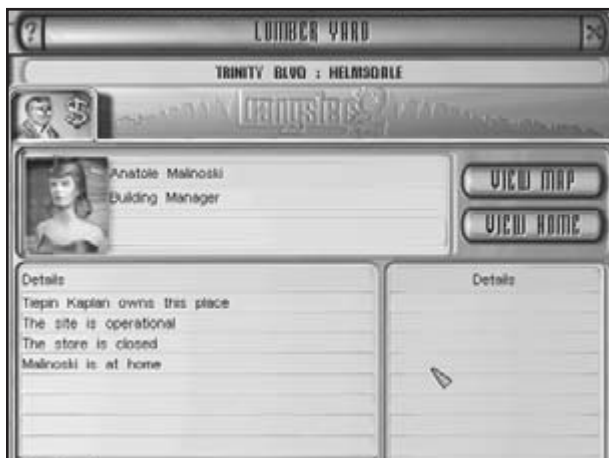 ?
LUMBER YARD
TRINITY BLVD : HELMSDALE
$
Gangsters 2
Anatole Malinoski
Building Manager
VIEW MAP
VIEW HOME
Details
Tiepin Kaplan owns this place
The site is operational
The store is closed
Malinoski is at home
Details